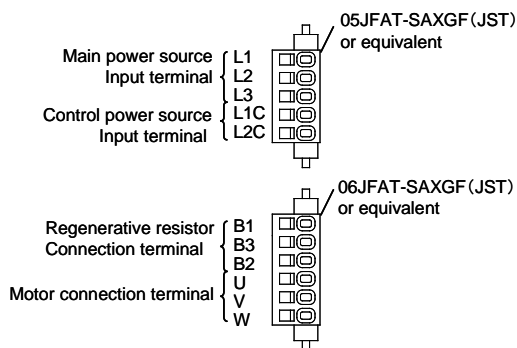 05JFAT-SAXGF(JST)
or equivalent
Main power source
Input terminal
L1
L2
L3
Control power source
Input terminal
L1C
L2C
06JFAT-SAXGF(JST)
or equivalent
Regenerative resistor
Connection terminal
B1
B3
B2
Motor connection terminal
U
V
W